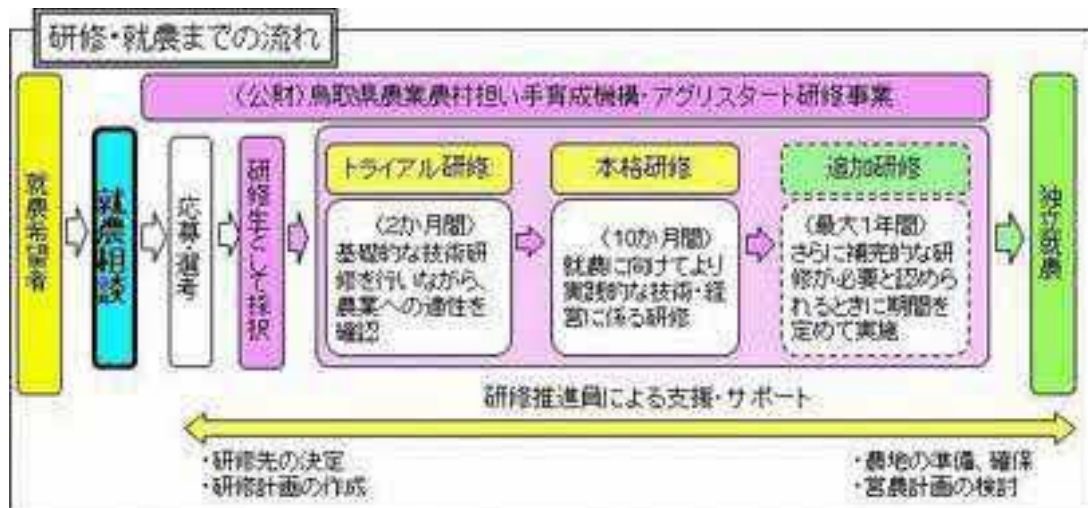 研修・就農までの流れ
(公財)鳥取県農業農村担い手育成機構・アグリスタート研修事業
就農希望者
就農相談
応募・選考
研修生として採択
トライアル研修
(2か月間)
基礎的な技術研
修を行いながら、
農業への適性を
確認
本格研修
(10か月間)
就農に向けてより
実践的な技術・経
営に係る研修
追加研修
(最大1年間)
さらに補完的な研
修が必要と認めら
れるときに期間を
定めて実施
独立就農
研修推進員による支援・サポート
・研修先の決定
・研修計画の作成
・農地の準備、確保
・営農計画の検討